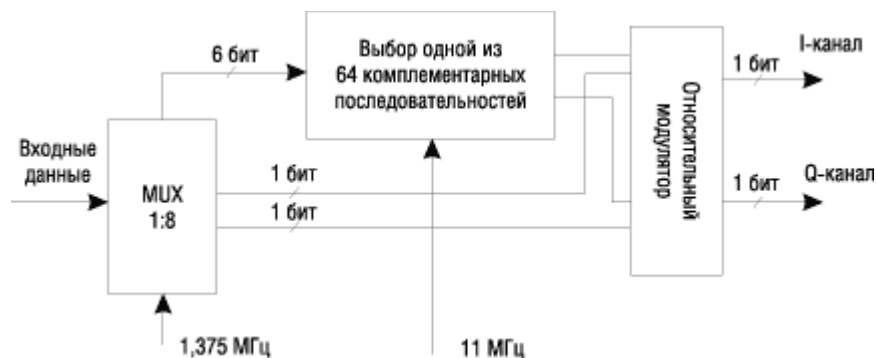 6 бит
Выбор одной из
64 комплементарных
последовательностей
I-канал
1 бит
Относительный
модулятор
Входные
данные
MUX
1:8
1 бит
1 бит
Q-канал
1 бит
1,375 МГц
11 МГц